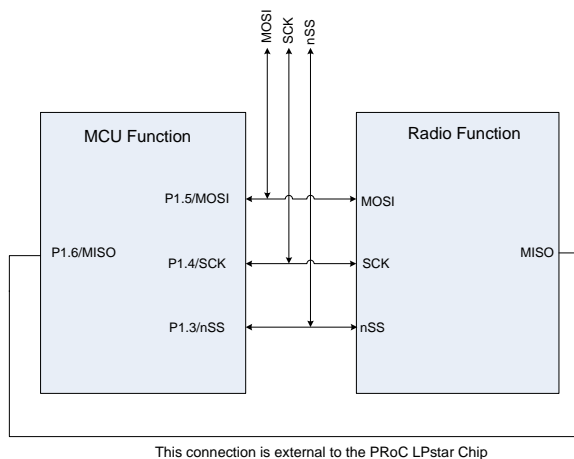 MOSI
SCK
nSS
MCU Function
Radio Function
P1.5/MOSI
MOSI
P1.6/MISO
P1.4/SCK
SCK
MISO
P1.3/nSS
nSS
This connection is external to the PRoC LPstar Chip